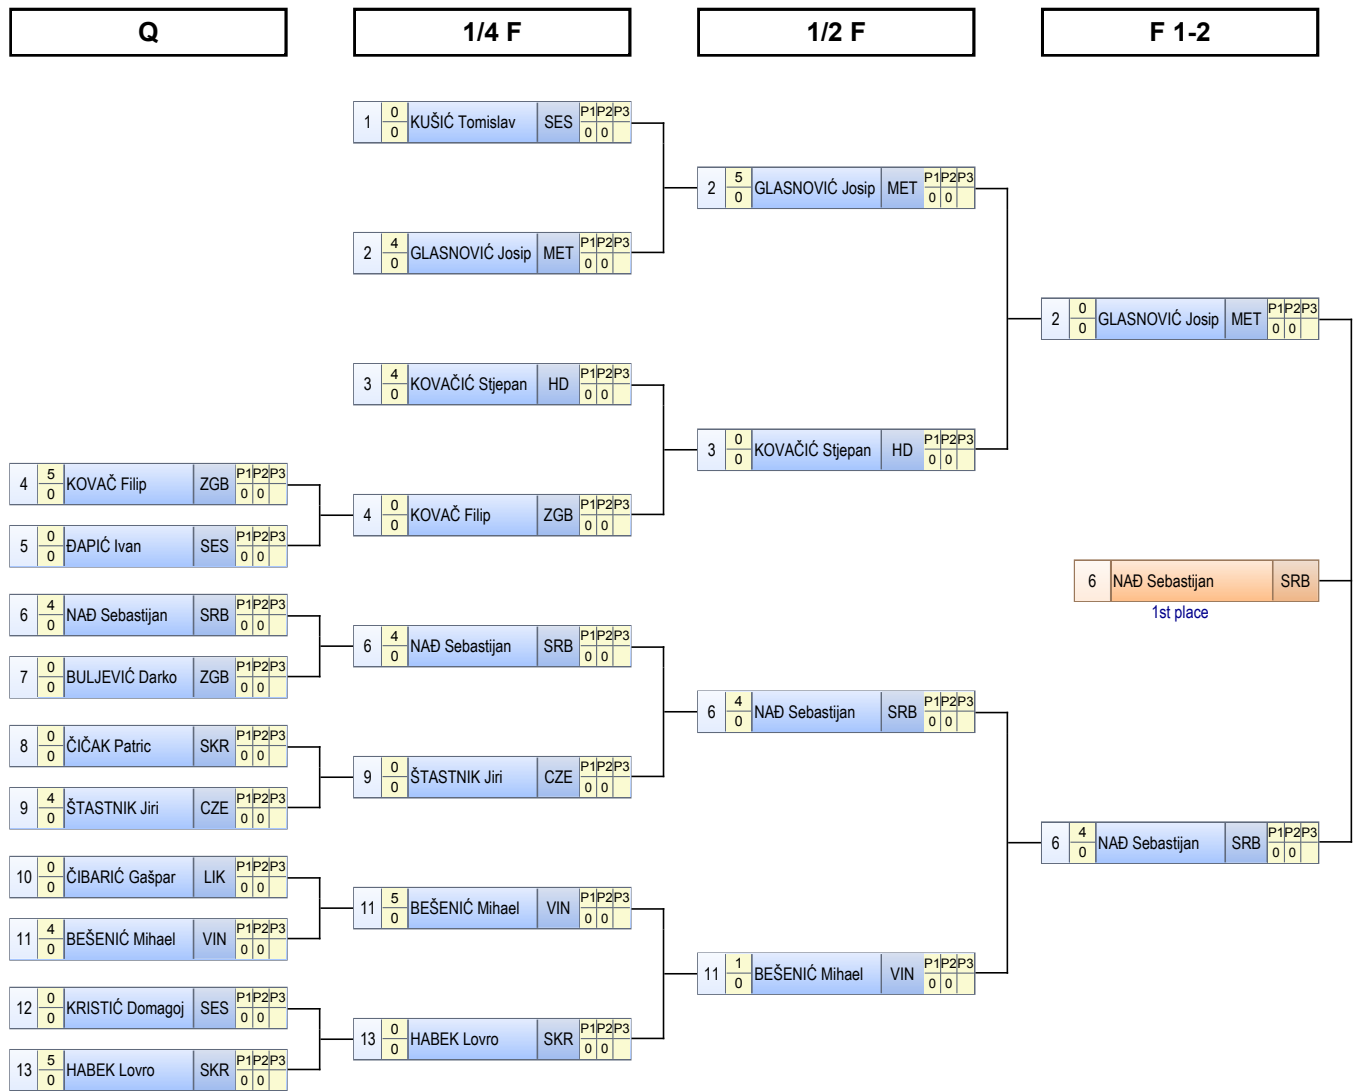 Q
1/4 F
1/2 F
F 1-2
1 0 0 KUŠIĆ Tomislav SES P1 P2 P3 0 0
2 4 0 GLASNOVIĆ Josip MET P1 P2 P3 0 0
3 4 0 KOVAČIĆ Stjepan HD P1 P2 P3 0 0
4 0 0 KOVAČ Filip ZGB P1 P2 P3 0 0
6 4 0 NAĐ Sebastijan SRB P1 P2 P3 0 0
9 0 0 ŠTASTNIK Jiri CZE P1 P2 P3 0 0
11 5 0 BEŠENIĆ Mihael VIN P1 P2 P3 0 0
13 0 0 HABEK Lovro SKR P1 P2 P3 0 0
4 5 0 KOVAČ Filip ZGB P1 P2 P3 0 0
5 0 0 ĐAPIĆ Ivan SES P1 P2 P3 0 0
6 4 0 NAĐ Sebastijan SRB P1 P2 P3 0 0
7 0 0 BULJEVIĆ Darko ZGB P1 P2 P3 0 0
8 0 0 ČIČAK Patric SKR P1 P2 P3 0 0
9 4 0 ŠTASTNIK Jiri CZE P1 P2 P3 0 0
10 0 0 ČIBARIĆ Gašpar LIK P1 P2 P3 0 0
11 4 0 BEŠENIĆ Mihael VIN P1 P2 P3 0 0
12 0 0 KRISTIĆ Domagoj SES P1 P2 P3 0 0
13 5 0 HABEK Lovro SKR P1 P2 P3 0 0
2 5 0 GLASNOVIĆ Josip MET P1 P2 P3 0 0
3 0 0 KOVAČIĆ Stjepan HD P1 P2 P3 0 0
6 4 0 NAĐ Sebastijan SRB P1 P2 P3 0 0
11 1 0 BEŠENIĆ Mihael VIN P1 P2 P3 0 0
2 0 0 GLASNOVIĆ Josip MET P1 P2 P3 0 0
6 NAĐ Sebastijan SRB
1st place
6 4 0 NAĐ Sebastijan SRB P1 P2 P3 0 0